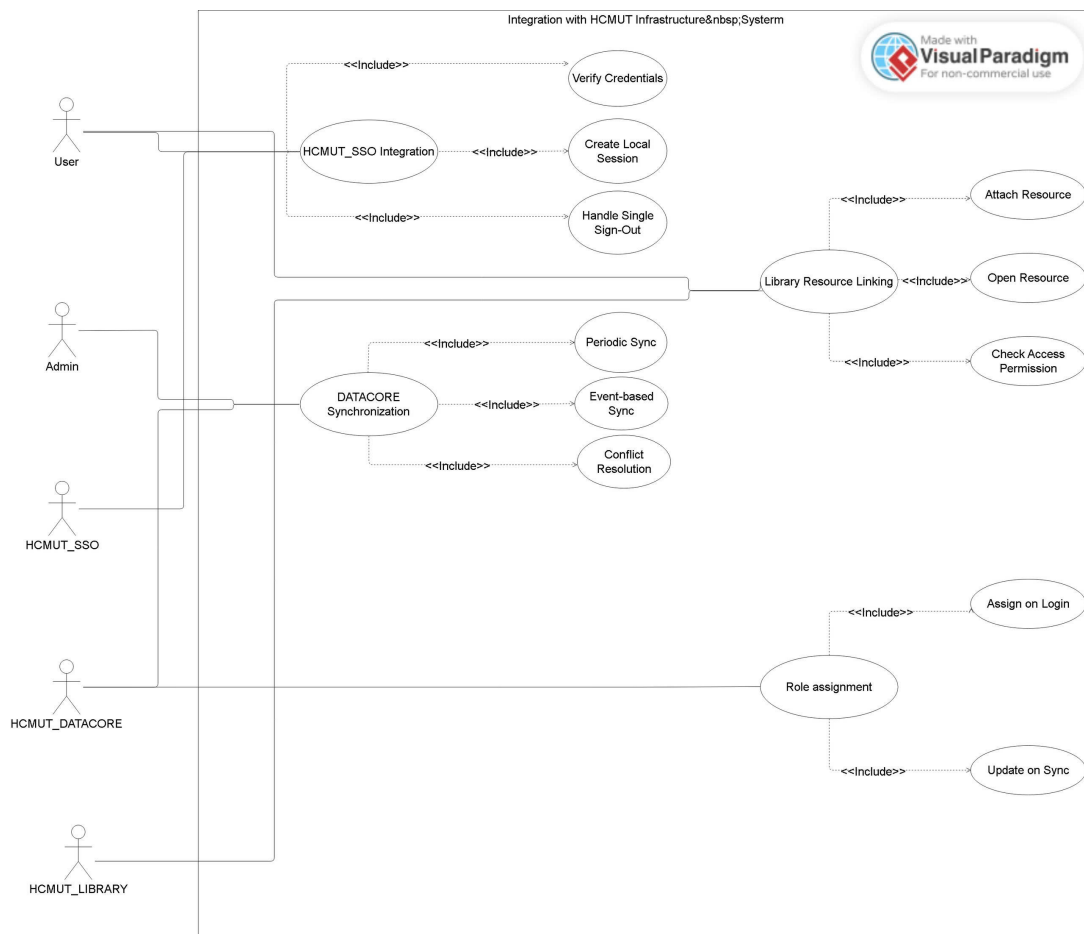 Integration with HCMUT Infrastructure&nbsp;Systerm
Made with
Visual Paradigm
For non-commercial use
<<Include>>
Verify Credentials
User
HCMUT_SSO Integration
<<Include>>
Create Local
Session
<<Include>>
Handle Single
Sign-Out
<<Include>>
Attach Resource
Library Resource Linking
<<Include>>
Open Resource
<<Include>>
Check Access
Permission
Admin
<<Include>>
Periodic Sync
DATACORE
Synchronization
<<Include>>
Event-based
Sync
<<Include>>
Conflict
Resolution
HCMUT_SSO
<<Include>>
Assign on Login
HCMUT_DATACORE
Role assignment
<<Include>>
Update on Sync
HCMUT_LIBRARY